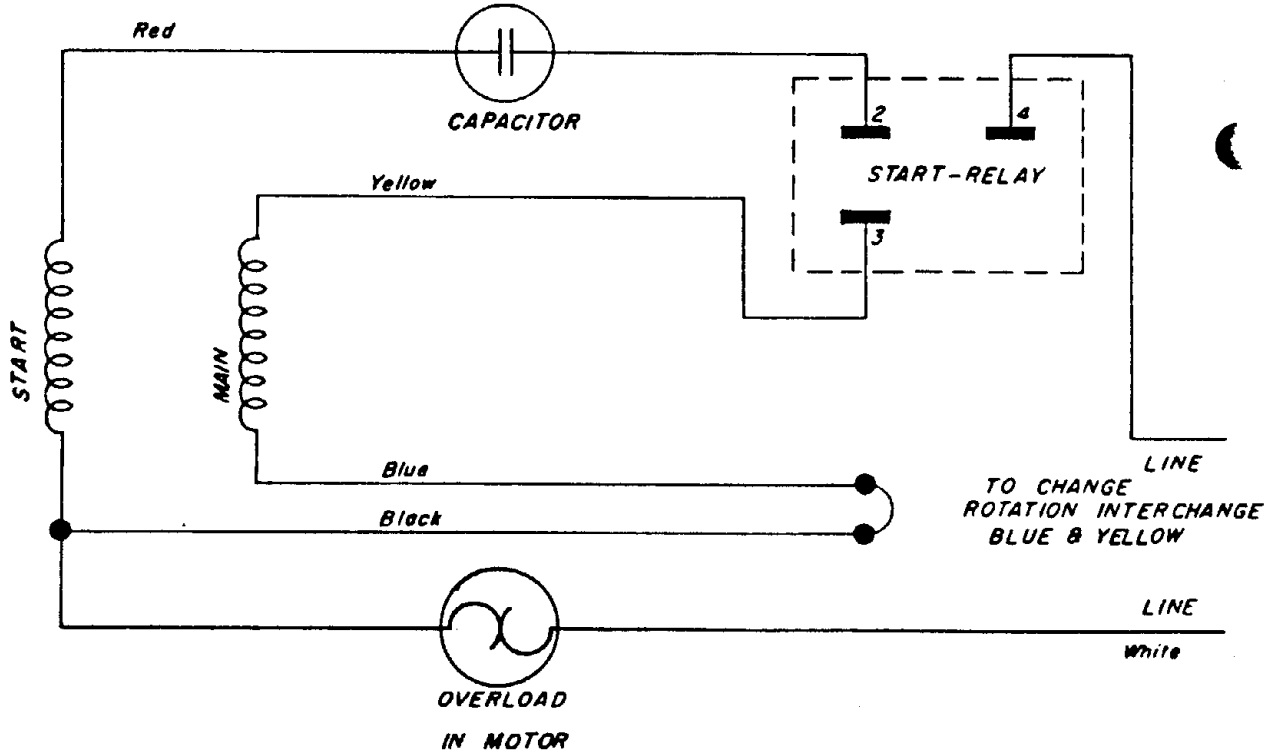 Red
CAPACITOR
2
4
START-RELAY
3
Yellow
START
MAIN
Blue
Black
LINE
TO CHANGE
ROTATION INTERCHANGE
BLUE & YELLOW
LINE
White
OVERLOAD
IN MOTOR